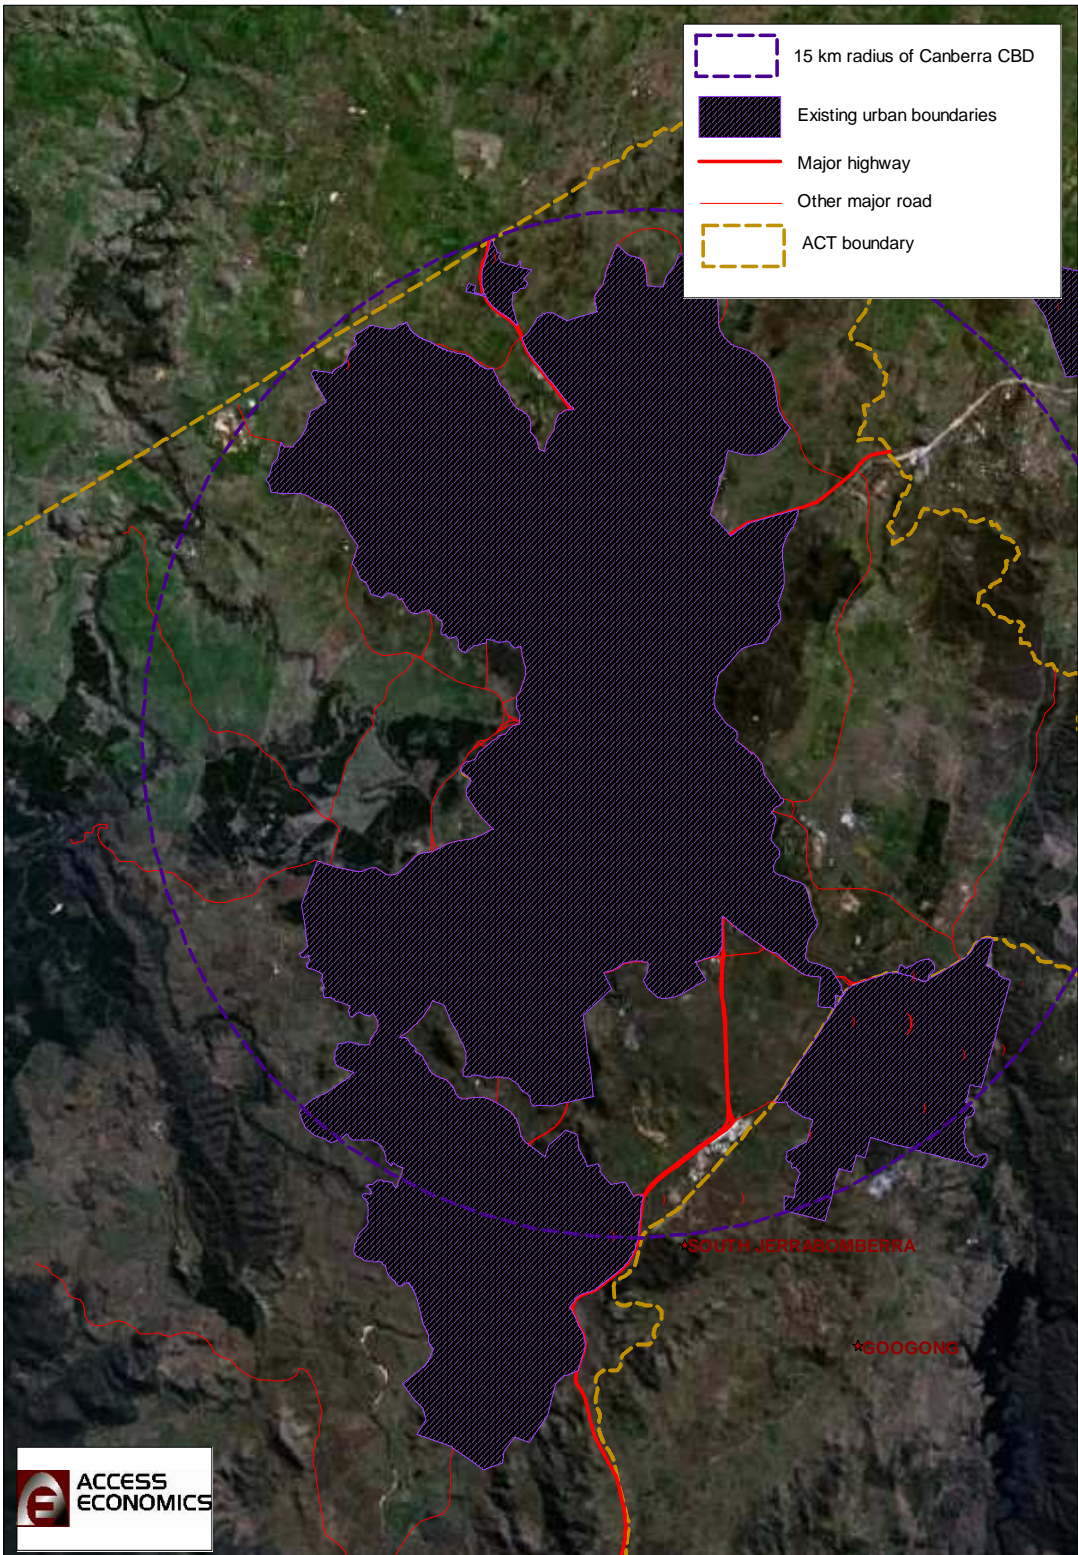 15 km radius of Canberra CBD
Existing urban boundaries
Major highway
Other major road
ACT boundary
SOUTH JERRABOMBERRA
GOOGONG
ACCESS
ECONOMICS